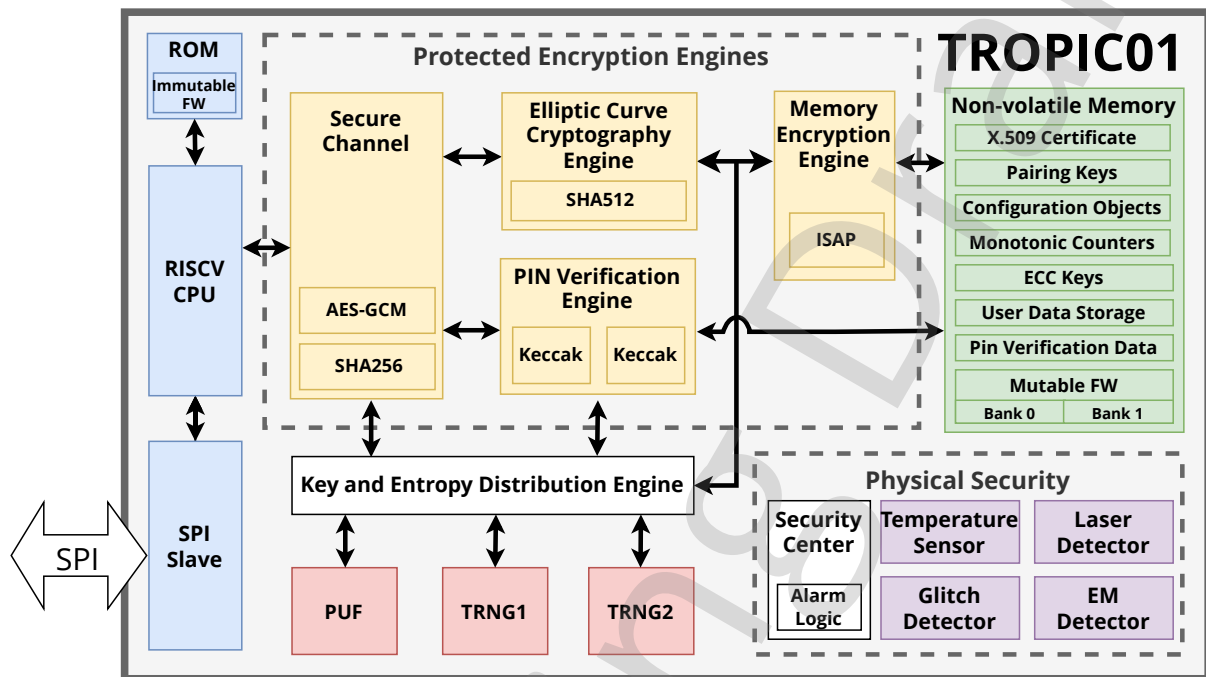 TROPIC01
ROM
Immutable
FW
RISCV
CPU
SPI
Slave
SPI
Protected Encryption Engines
Secure
Channel
AES-GCM
SHA256
Elliptic Curve
Cryptography
Engine
SHA512
PIN Verification
Engine
Keccak
Keccak
Memory
Encryption
Engine
ISAP
Non-volatile Memory
X.509 Certificate
Pairing Keys
Configuration Objects
Monotonic Counters
ECC Keys
User Data Storage
Pin Verification Data
Mutable FW
Bank 0
Bank 1
Key and Entropy Distribution Engine
PUF
TRNG1
TRNG2
Physical Security
Security
Center
Alarm
Logic
Temperature
Sensor
Laser
Detector
Glitch
Detector
EM
Detector